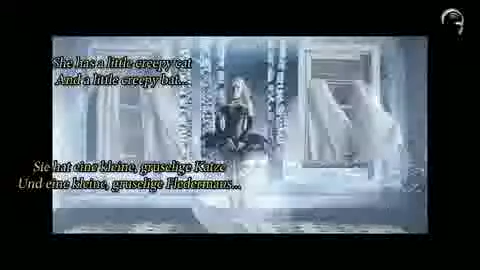 She has a little creepy cat
And a little creepy bat...
Sie hat eine kleine, gruselige Katze
Und eine kleine, gruselige Fledermaus...